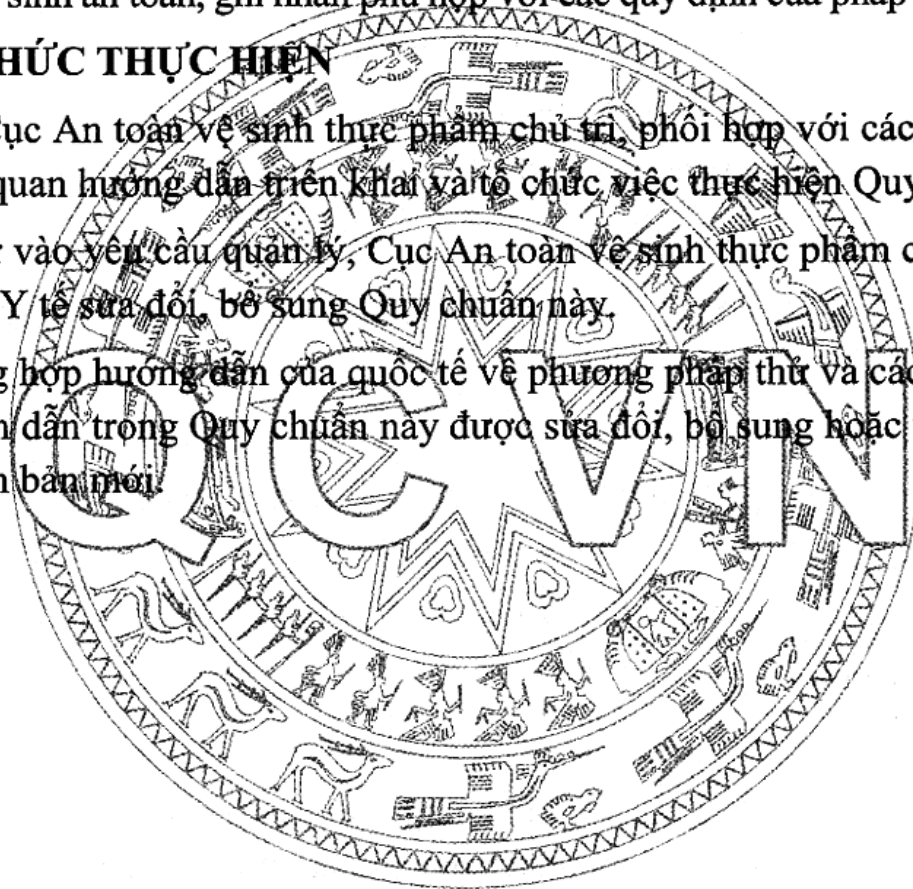 sinh an toàn, ghi nhãn phù hợp với các quy định của pháp
HỨC THỰC HIỆN
Cục An toàn vệ sinh thực phẩm chủ trì, phối hợp với các
quan hướng dẫn triển khai và tổ chức việc thực hiện Quy
vào yêu cầu quản lý, Cục An toàn vệ sinh thực phẩm c
Y tế sửa đổi, bổ sung Quy chuẩn này.
g hợp hướng dẫn của quốc tế về phương pháp thử và các
n dẫn trong Quy chuẩn này được sửa đổi, bổ sung hoặc
n bản mới.
QCVN